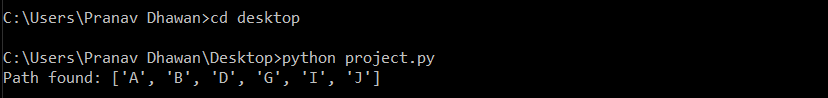 C:\Users\Pranav Dhawan>cd desktop
C:\Users\Pranav Dhawan\Desktop>python project.py
Path found: ['A', 'B', 'D', 'G', 'I', 'J']